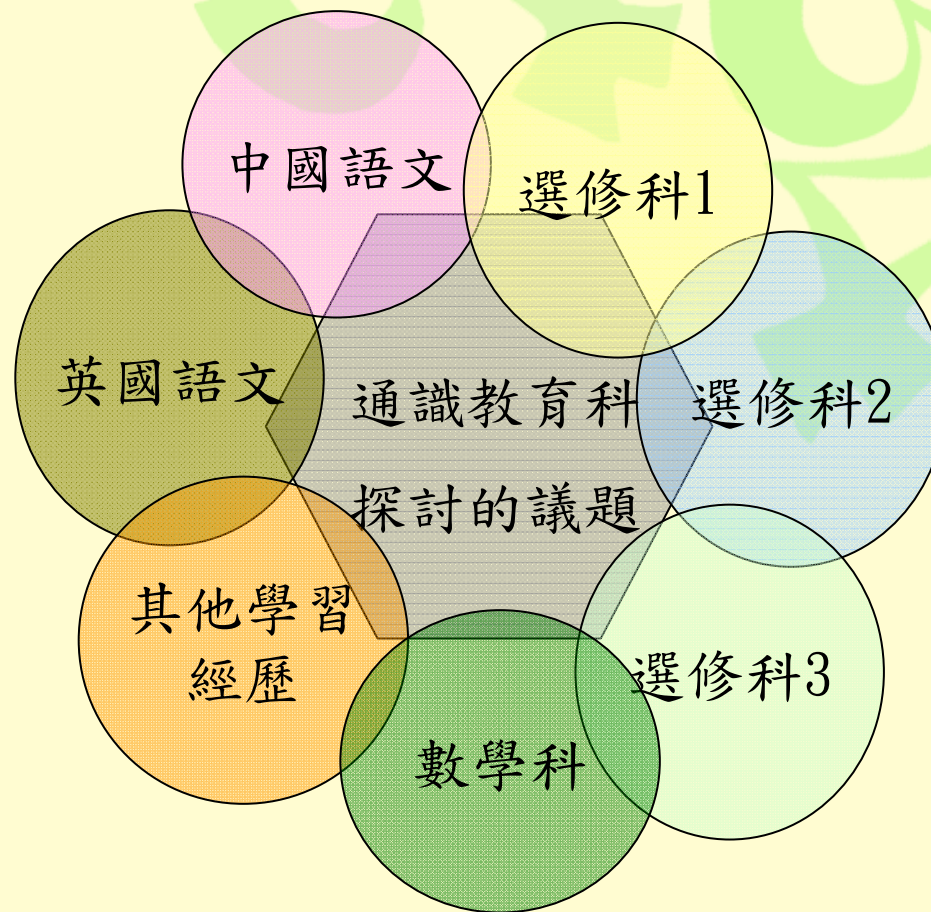 中國語文
選修科1
英國語文
通識教育科
探討的議題
選修科2
其他學習
經歷
選修科3
數學科